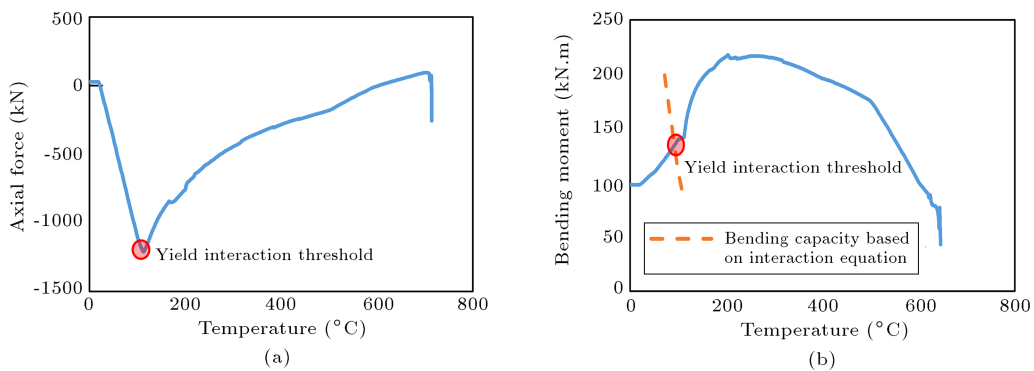 500
0
-500
-1000
-1500
Axial force (kN)
0
200
400
600
800
Temperature (°C)
Yield interaction threshold
(a)
250
200
150
100
50
0
Bending moment (kN.m)
0
200
400
600
800
Temperature (°C)
Yield interaction threshold
Bending capacity based
on interaction equation
(b)